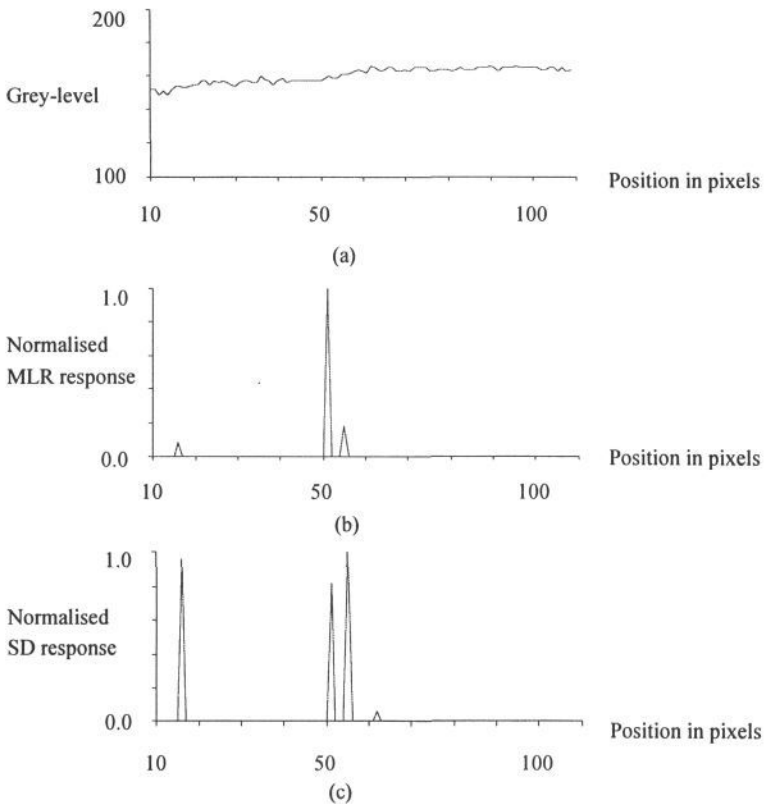 200
Grey-level
100
Position in pixels
10 50 100
(a)
1.0
Normalised
MLR response
0.0
Position in pixels
10 50 100
(b)
1.0
Normalised
SD response
0.0
Position in pixels
10 50 100
(c)